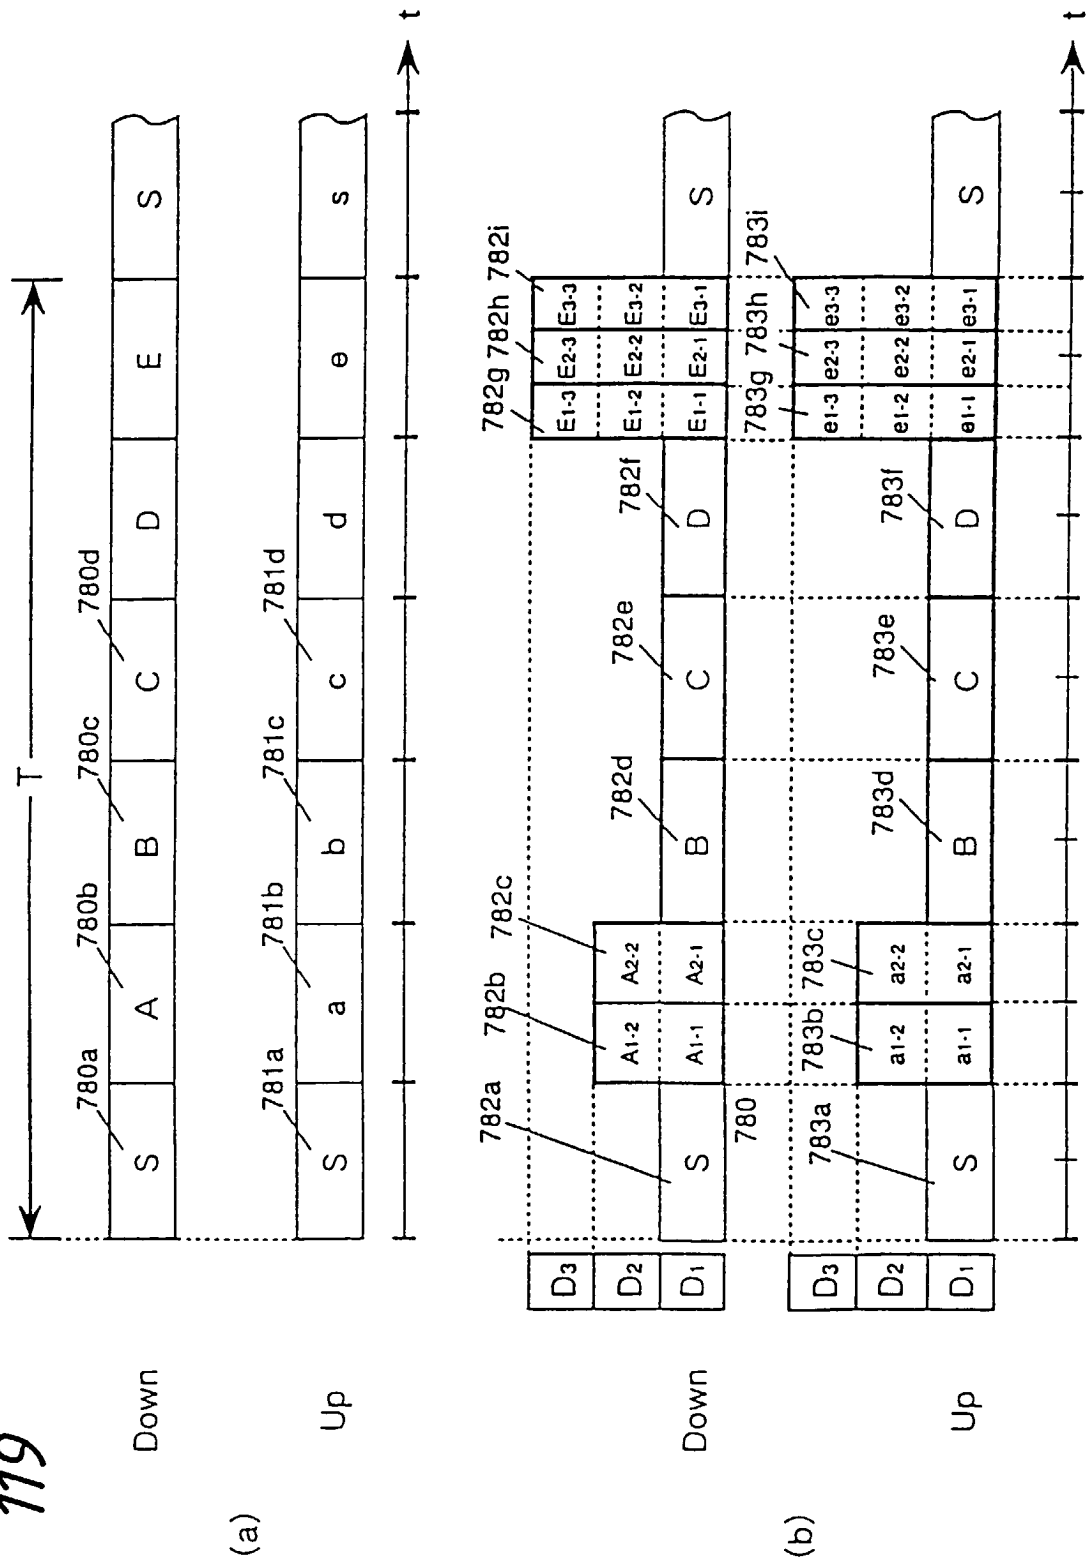 119
(a)
T
780a 780b 780c 780d
Down S A B C D E S
781a 781b 781c 781d
Up S a b c d e s
t
(b)
782g 782h 782i
D3 E1-3 E2-3 E3-3
782b 782c
D2 A1-2 A2-2 E1-2 E2-2 E3-2
782a 782d 782e 782f
Down D1 S A1-1 A2-1 B C D E1-1 E2-1 E3-1 S
780
783g 783h 783i
D3 e1-3 e2-3 e3-3
783b 783c
D2 a1-2 a2-2 e1-2 e2-2 e3-2
783a 783d 783e 783f
Up D1 S a1-1 a2-1 B C D e1-1 e2-1 e3-1 S
t